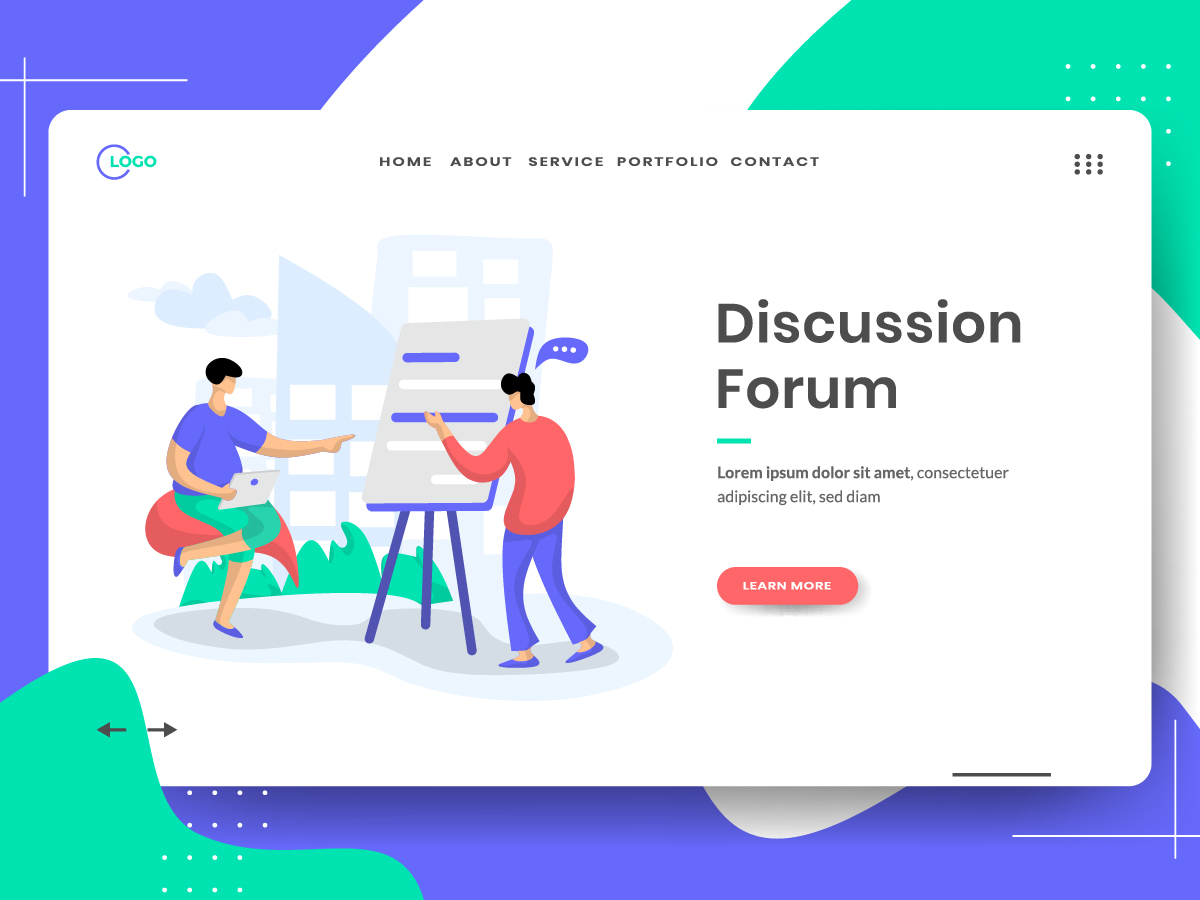 LOGO
HOME ABOUT SERVICE PORTFOLIO CONTACT
Discussion
Forum
Lorem ipsum dolor sit amet, consectetuer
adipiscing elit, sed diam
LEARN MORE